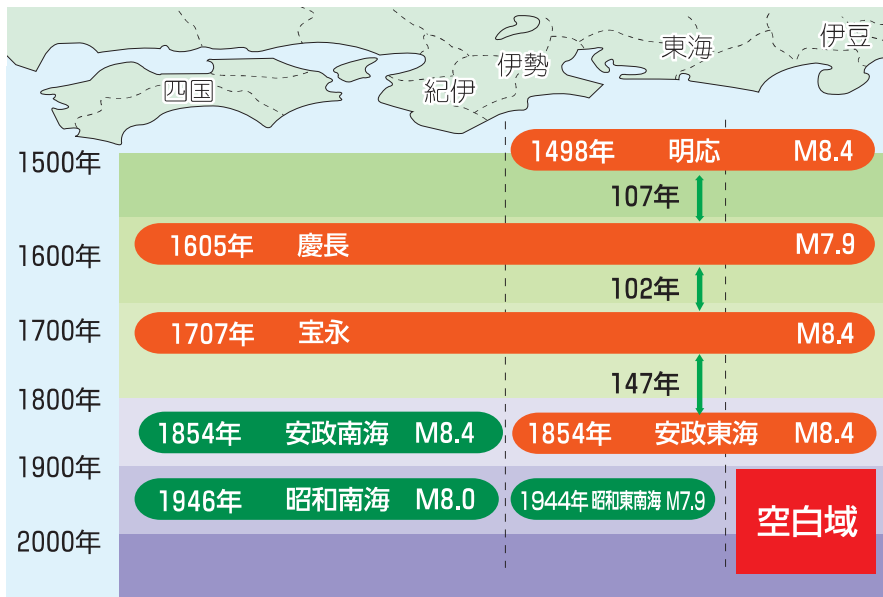 四国
紀伊
伊勢
東海
伊豆
1500年
1498年 明応 M8.4
107年
1600年
1605年 慶長 M7.9
102年
1700年
1707年 宝永 M8.4
147年
1800年
1854年 安政南海 M8.4
1854年 安政東海 M8.4
1900年
1946年 昭和南海 M8.0
1944年 昭和東南海 M7.9
空白域
2000年